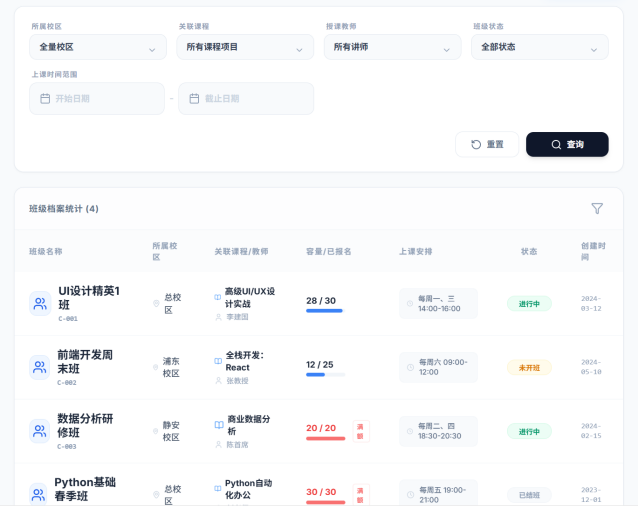 所属校区 关联课程 授课教师 班级状态
全量校区 所有课程项目 所有讲师 全部状态
上课时间范围
开始日期 - 截止日期
重置 查询
班级档案统计 (4)
班级名称 所属校区 关联课程/教师 容量/已报名 上课安排 状态 创建时间
UI设计精英1班
C-001
总校区
高级UI/UX设计实战
李建国
28 / 30
每周一、三 14:00-16:00
进行中
2024-03-12
前端开发周末班
C-002
浦东校区
全栈开发：React
张教授
12 / 25
每周六 09:00-12:00
未开班
2024-05-10
数据分析研修班
C-003
静安校区
商业数据分析
陈首席
20 / 20
满额
每周二、四 18:30-20:30
进行中
2024-02-15
Python基础春季班
总校区
Python自动化办公
30 / 30
满额
每周五 19:00-21:00
已结班
2023-12-01